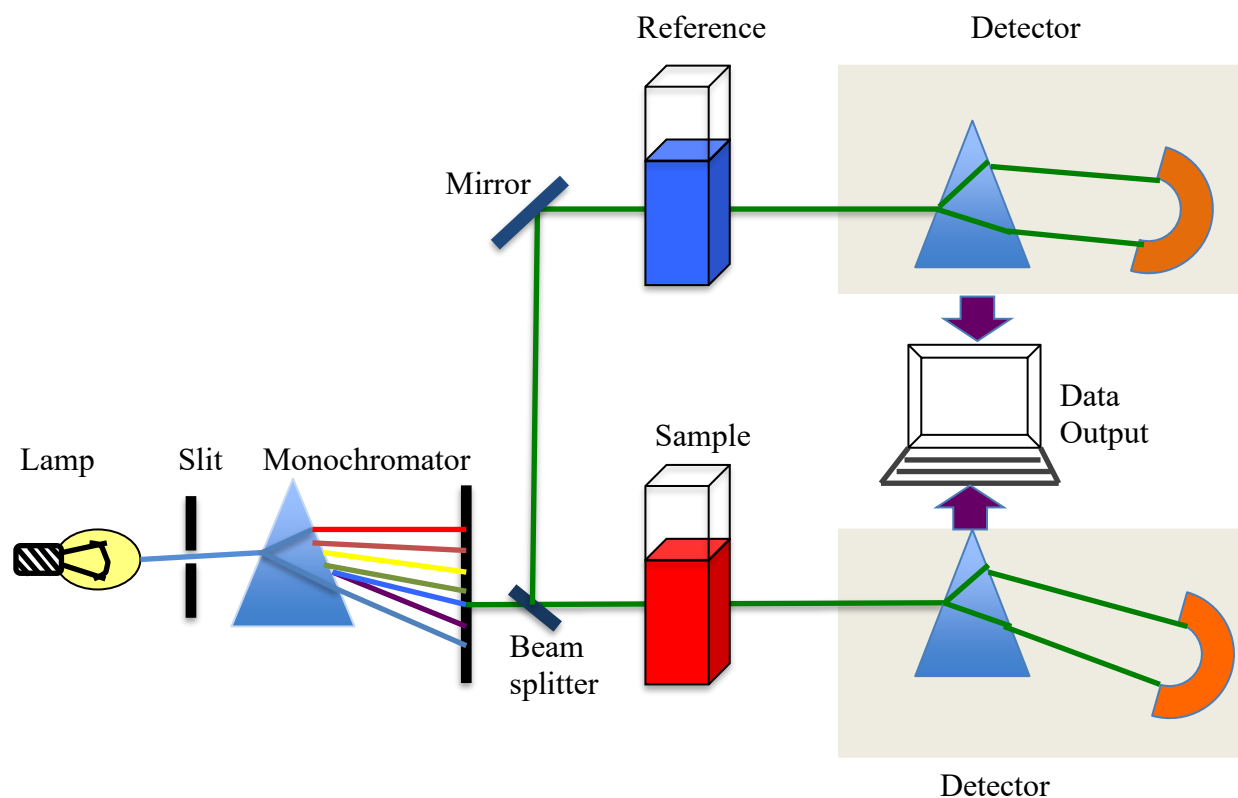 Reference
Detector
Mirror
Sample
Data
Output
Lamp
Slit
Monochromator
Beam
splitter
Detector